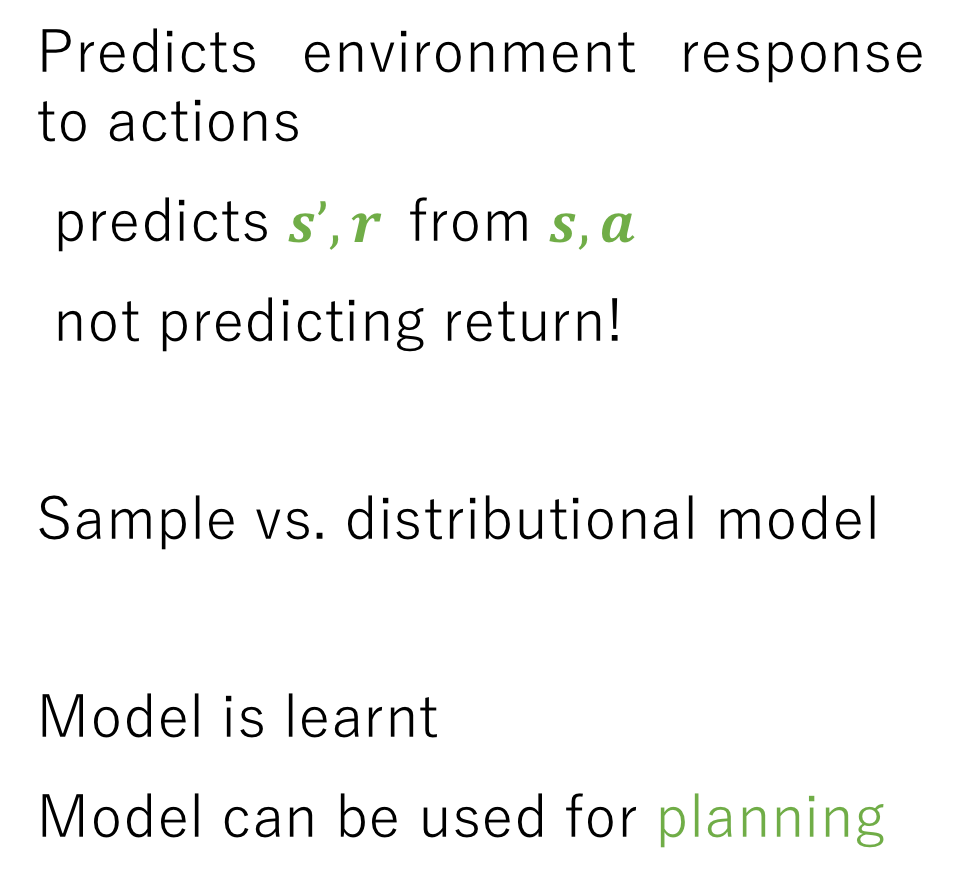 Predicts environment response
to actions
predicts s’, r from s, a
not predicting return!
Sample vs. distributional model
Model is learnt
Model can be used for planning